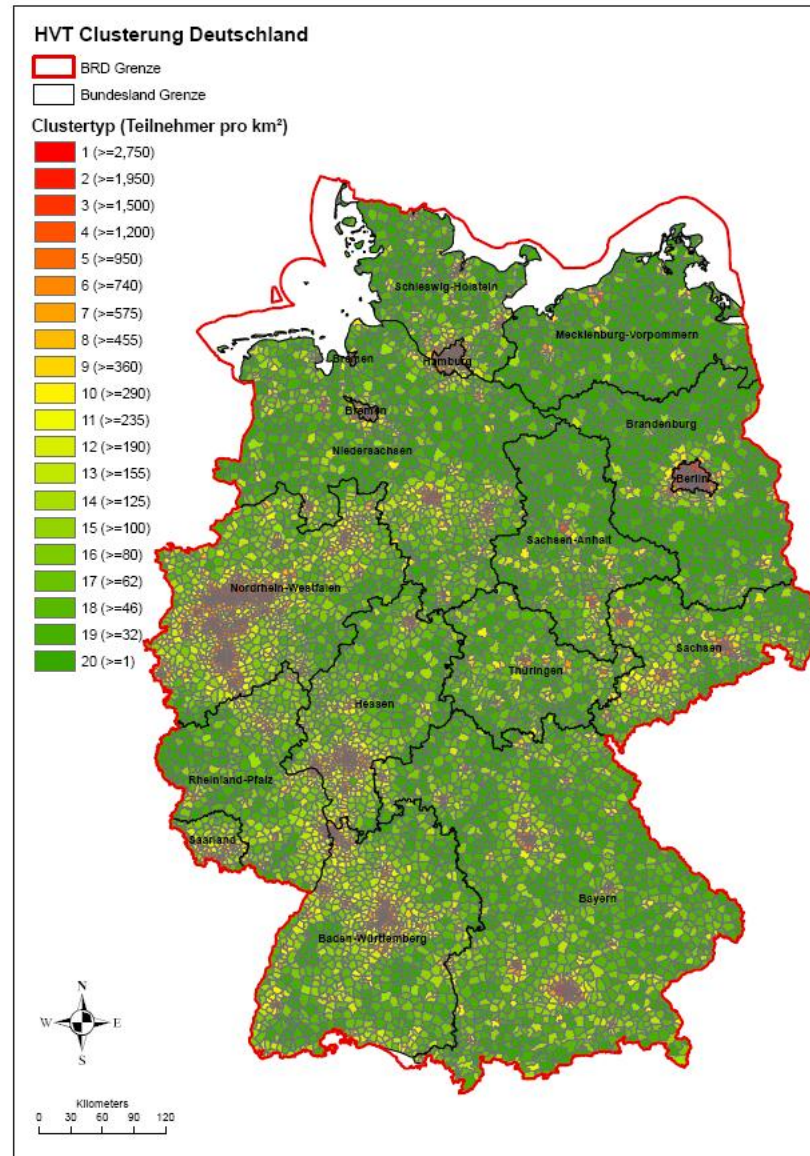 HVT Clusterung Deutschland
BRD Grenze
Bundesland Grenze
Clustertyp (Teilnehmer pro km²)
1 (>=2,750)
2 (>=1,950)
3 (>=1,500)
4 (>=1,200)
5 (>=950)
6 (>=740)
7 (>=575)
8 (>=455)
9 (>=360)
10 (>=290)
11 (>=235)
12 (>=190)
13 (>=155)
14 (>=125)
15 (>=100)
16 (>=80)
17 (>=62)
18 (>=46)
19 (>=32)
20 (>=1)
Schleswig-Holstein
Mecklenburg-Vorpommern
Bremen
Hamburg
Bremen
Brandenburg
Niedersachsen
Berlin
Sachsen-Anhalt
Nordrhein-Westfalen
Sachsen
Thüringen
Hessen
Rheinland-Pfalz
Saarland
Bayern
Baden-Württemberg
N
W E
S
Kilometers
0 30 60 90 120